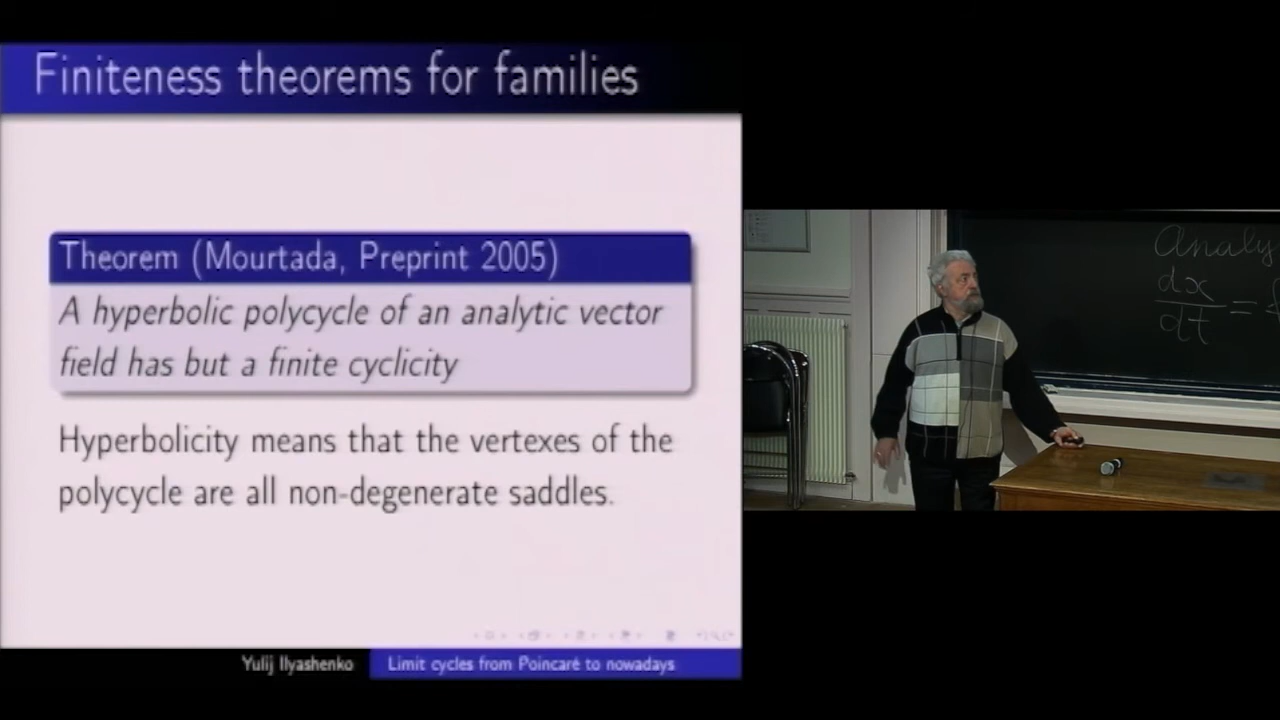 Finiteness theorems for families
Theorem (Mourtada, Preprint 2005)
A hyperbolic polycycle of an analytic vector
field has but a finite cyclicity
Hyperbolicity means that the vertexes of the
polycycle are all non-degenerate saddles.
Yulij Ilyashenko
Limit cycles from Poincaré to nowadays
Analy
dx
dt =